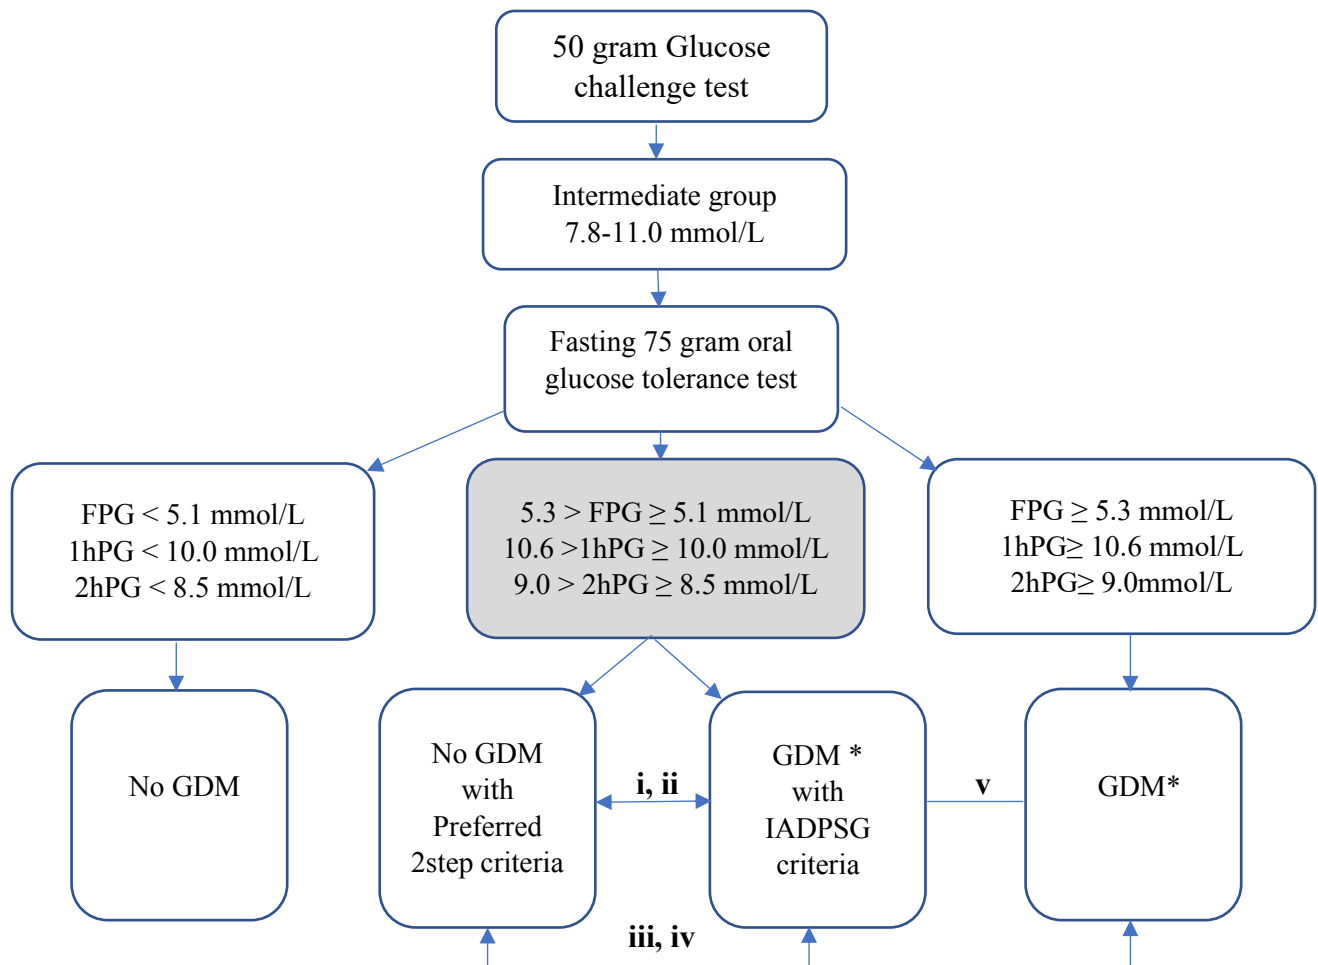 50 gram Glucose
challenge test
Intermediate group
7.8-11.0 mmol/L
Fasting 75 gram oral
glucose tolerance test
FPG < 5.1 mmol/L
1hPG < 10.0 mmol/L
2hPG < 8.5 mmol/L
5.3 > FPG ≥ 5.1 mmol/L
10.6 >1hPG ≥ 10.0 mmol/L
9.0 > 2hPG ≥ 8.5 mmol/L
FPG ≥ 5.3 mmol/L
1hPG≥ 10.6 mmol/L
2hPG≥ 9.0mmol/L
No GDM
No GDM
with
Preferred
2step criteria
i, ii
GDM *
with
IADPSG
criteria
v
GDM*
iii, iv